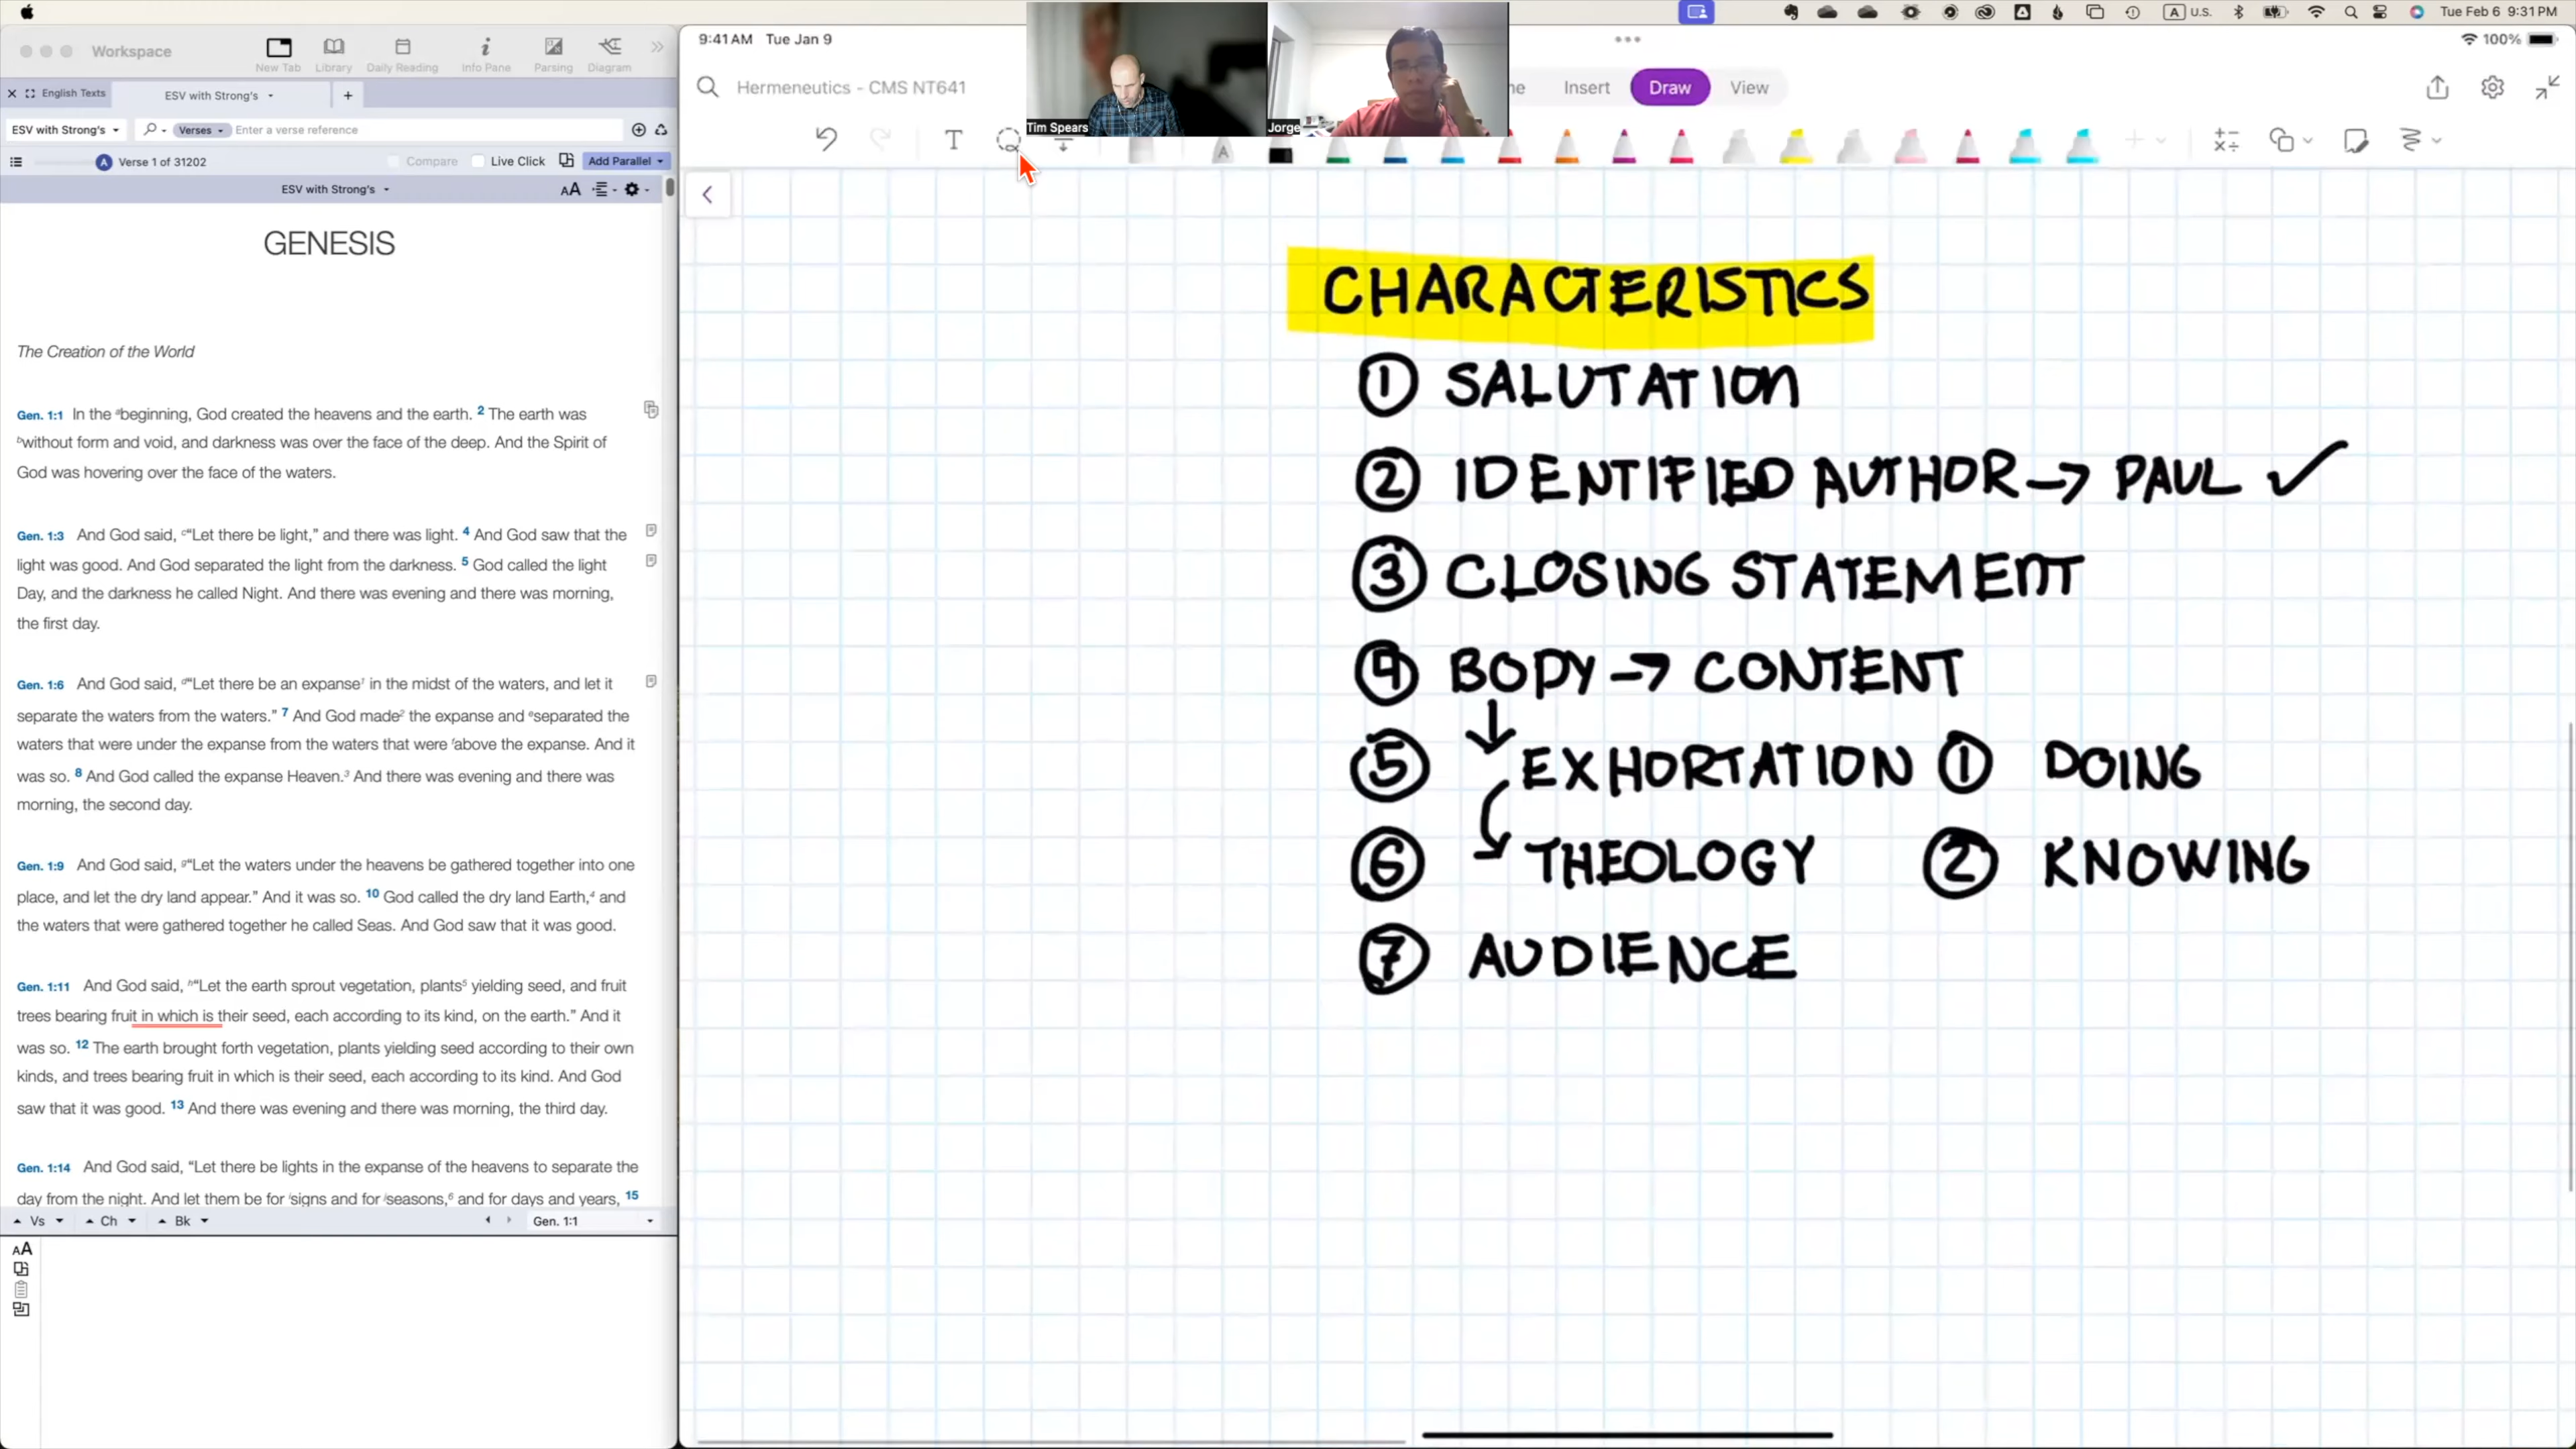 Tue Feb 6 9:31 PM
U.S.
Workspace
New Tab Library Daily Reading Info Pane Parsing Diagram
English Texts ESV with Strong's
ESV with Strong's Verses Enter a verse reference
Verse 1 of 31202 Compare Live Click Add Parallel
ESV with Strong's
GENESIS
The Creation of the World
Gen. 1:1 In the ᵃbeginning, God created the heavens and the earth. 2 The earth was
ᵇwithout form and void, and darkness was over the face of the deep. And the Spirit of
God was hovering over the face of the waters.
Gen. 1:3 And God said, ᶜ“Let there be light,” and there was light. 4 And God saw that the
light was good. And God separated the light from the darkness. 5 God called the light
Day, and the darkness he called Night. And there was evening and there was morning,
the first day.
Gen. 1:6 And God said, ᵈ“Let there be an expanse¹ in the midst of the waters, and let it
separate the waters from the waters.” 7 And God made² the expanse and ᵉseparated the
waters that were under the expanse from the waters that were ᶠabove the expanse. And it
was so. 8 And God called the expanse Heaven.³ And there was evening and there was
morning, the second day.
Gen. 1:9 And God said, ᵍ“Let the waters under the heavens be gathered together into one
place, and let the dry land appear.” And it was so. 10 God called the dry land Earth,⁴ and
the waters that were gathered together he called Seas. And God saw that it was good.
Gen. 1:11 And God said, ʰ“Let the earth sprout vegetation, plants⁵ yielding seed, and fruit
trees bearing fruit in which is their seed, each according to its kind, on the earth.” And it
was so. 12 The earth brought forth vegetation, plants yielding seed according to their own
kinds, and trees bearing fruit in which is their seed, each according to its kind. And God
saw that it was good. 13 And there was evening and there was morning, the third day.
Gen. 1:14 And God said, “Let there be lights in the expanse of the heavens to separate the
day from the night. And let them be for ⁱsigns and for ʲseasons,⁶ and for days and years, 15
Vs Ch Bk Gen. 1:1
AA
9:41 AM Tue Jan 9
100%
Hermeneutics - CMS NT641
Insert Draw View
Tim Spears
Jorge
CHARACTERISTICS
① SALUTATION
② IDENTIFIED AUTHOR → PAUL ✓
③ CLOSING STATEMENT
④ BODY → CONTENT
⑤ ↓ EXHORTATION ① DOING
⑥ THEOLOGY ② KNOWING
⑦ AUDIENCE